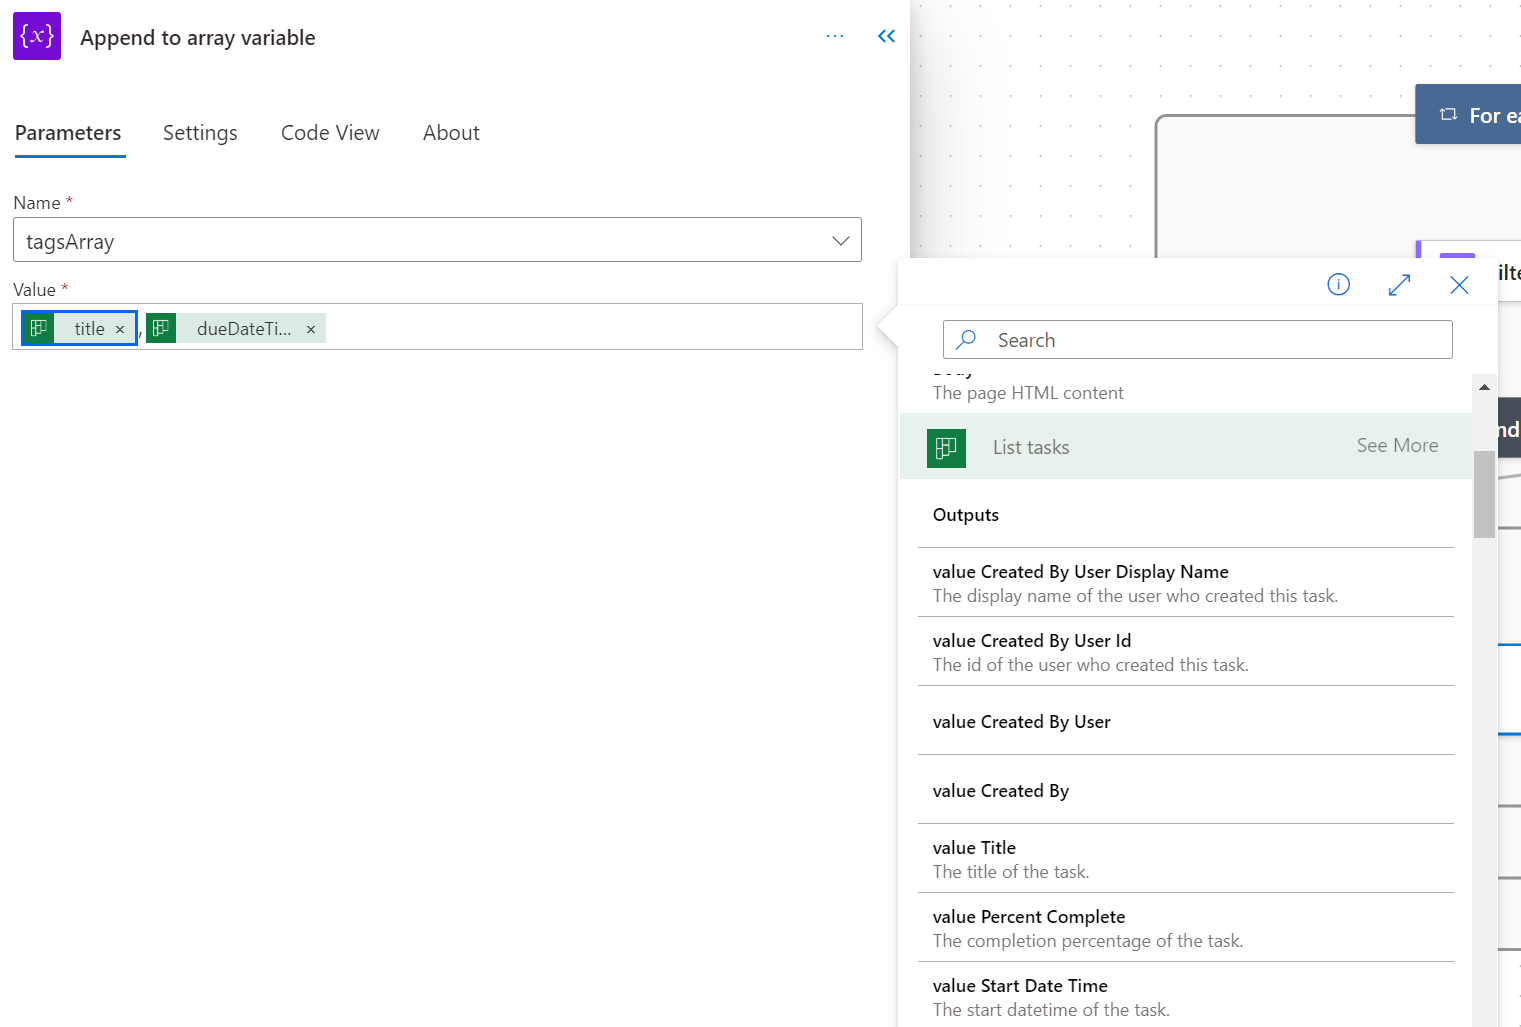 {x} Append to array variable ...
Parameters Settings Code View About
Name *
tagsArray
Value *
title × , dueDateTi... ×
For ea
ilte
Search
Body
The page HTML content
List tasks See More
nd
Outputs
value Created By User Display Name
The display name of the user who created this task.
value Created By User Id
The id of the user who created this task.
value Created By User
value Created By
value Title
The title of the task.
value Percent Complete
The completion percentage of the task.
value Start Date Time
The start datetime of the task.